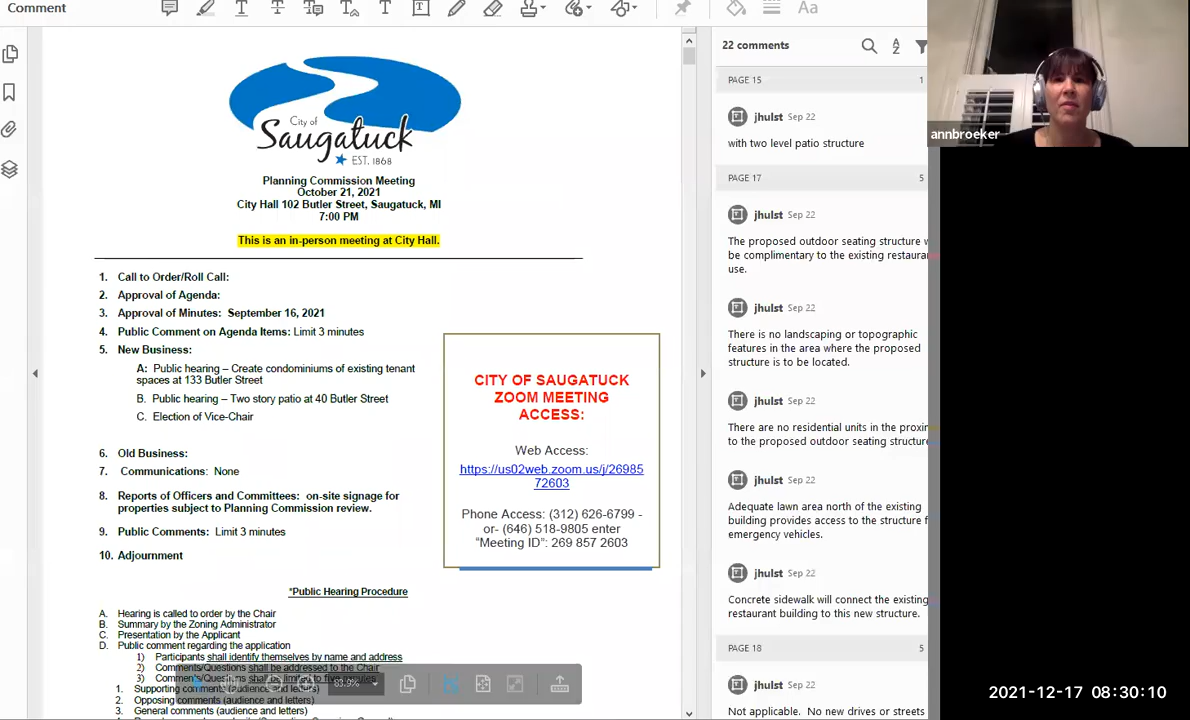 Comment
Aa
City of
Saugatuck
EST. 1868
Planning Commission Meeting
October 21, 2021
City Hall 102 Butler Street, Saugatuck, MI
7:00 PM
This is an in-person meeting at City Hall.
1. Call to Order/Roll Call:
2. Approval of Agenda:
3. Approval of Minutes: September 16, 2021
4. Public Comment on Agenda Items: Limit 3 minutes
5. New Business:
A: Public hearing – Create condominiums of existing tenant
spaces at 133 Butler Street
B. Public hearing – Two story patio at 40 Butler Street
C. Election of Vice-Chair
6. Old Business:
7. Communications: None
8. Reports of Officers and Committees: on-site signage for
properties subject to Planning Commission review.
9. Public Comments: Limit 3 minutes
10. Adjournment
CITY OF SAUGATUCK
ZOOM MEETING
ACCESS:
Web Access:
https://us02web.zoom.us/j/26985
72603
Phone Access: (312) 626-6799 -
or- (646) 518-9805 enter
“Meeting ID”: 269 857 2603
*Public Hearing Procedure
A. Hearing is called to order by the Chair
B. Summary by the Zoning Administrator
C. Presentation by the Applicant
D. Public comment regarding the application
1) Participants shall identify themselves by name and address
2) Comments/Questions shall be addressed to the Chair
3) Comments/Questions shall be limited to five minutes
1. Supporting comments (audience and letters)
2. Opposing comments (audience and letters)
3. General comments (audience and letters)
22 comments
PAGE 15 1
jhulst Sep 22
with two level patio structure
PAGE 17 5
jhulst Sep 22
The proposed outdoor seating structure
be complimentary to the existing
use.
jhulst Sep 22
There is no landscaping or topographic
features in the area where the proposed
structure is to be located.
jhulst Sep 22
There are no residential units in the
to the proposed outdoor seating structure
jhulst Sep 22
Adequate lawn area north of the existing
building provides access to the structure
emergency vehicles.
jhulst Sep 22
Concrete sidewalk will connect the existing
restaurant building to this new structure.
PAGE 18 5
jhulst Sep 22
Not applicable. No new drives or streets
annbroeker
2021-12-17 08:30:10